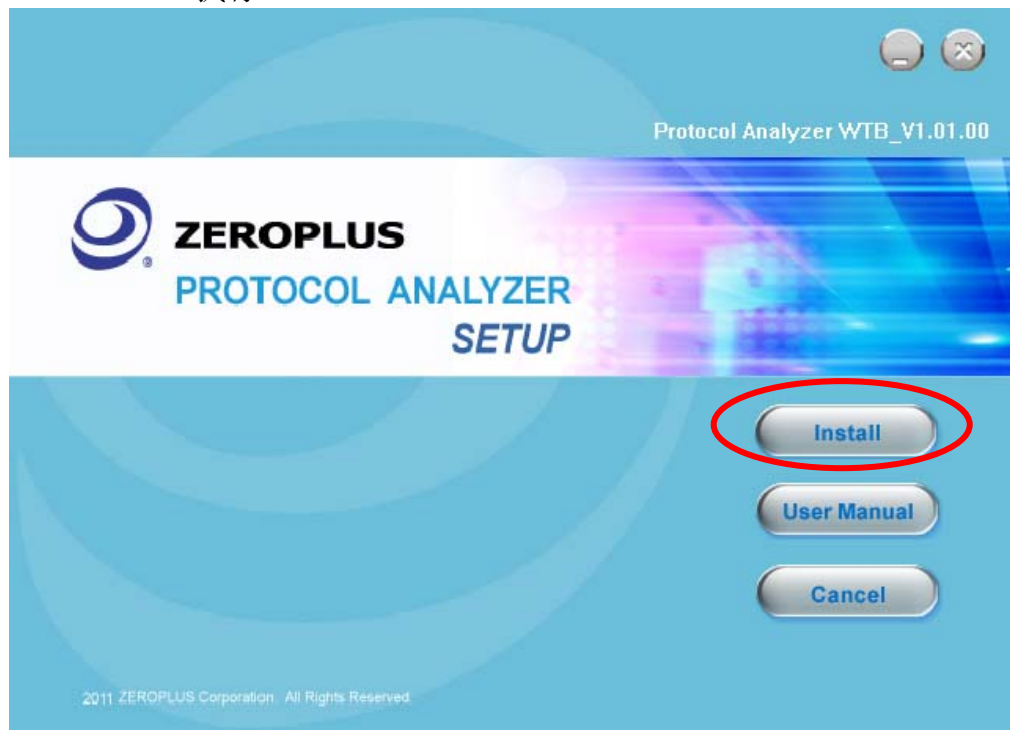 Protocol Analyzer WTB_V1.01.00
ZEROPLUS
PROTOCOL ANALYZER
SETUP
Install
User Manual
Cancel
2011 ZEROPLUS Corporation. All Rights Reserved.